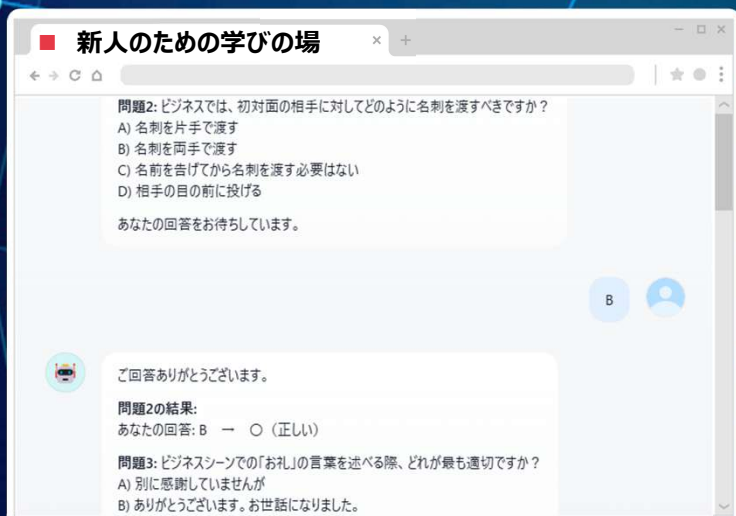 新人のための学びの場
問題2: ビジネスでは、初対面の相手に対してどのように名刺を渡すべきですか？
A) 名刺を片手で渡す
B) 名刺を両手で渡す
C) 名前を告げてから名刺を渡す必要はない
D) 相手の目の前に投げる
あなたの回答をお待ちしています。
B
ご回答ありがとうございます。
問題2の結果:
あなたの回答: B → ○（正しい）
問題3: ビジネスシーンでの「お礼」の言葉を述べる際、どれが最も適切ですか？
A) 別に感謝していませんが
B) ありがとうございます。お世話になりました。